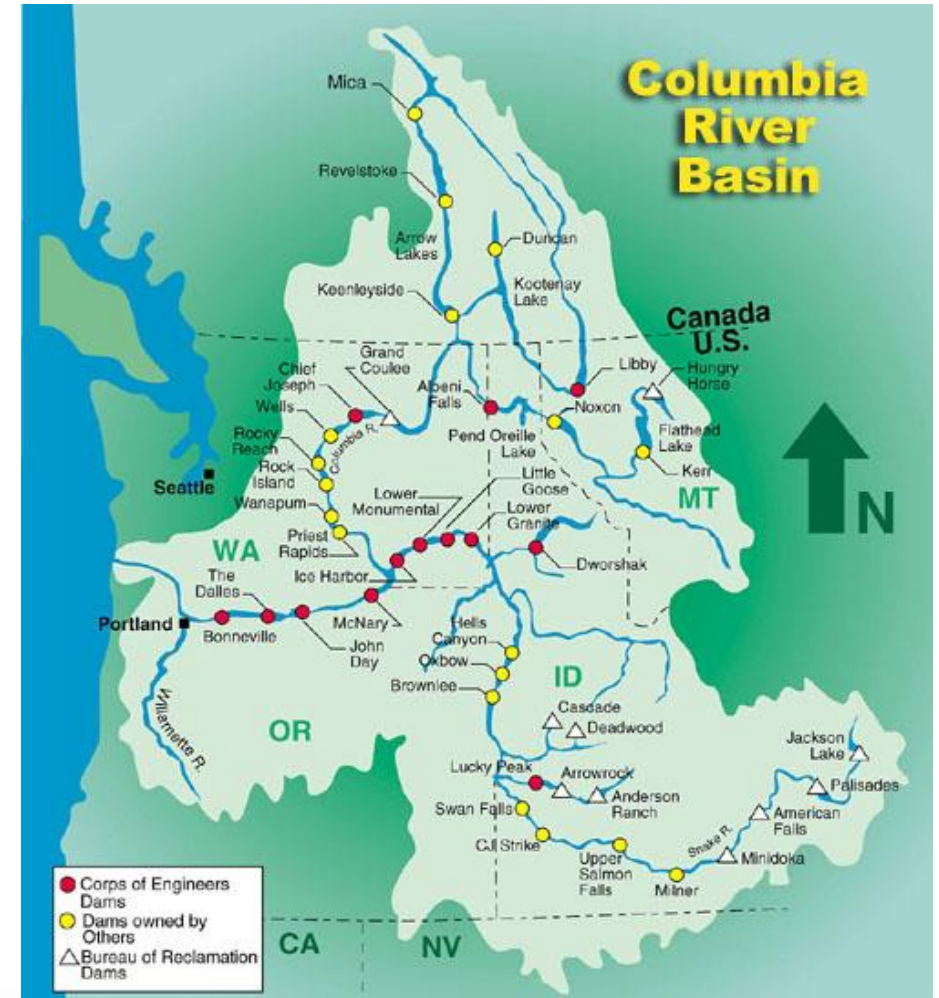 Columbia
River
Basin
Mica
Revelstoke
Arrow
Lakes
Duncan
Kootenay
Lake
Keenleyside
Canada
U.S.
Grand
Coulee
Chief
Joseph
Wells
Albeni
Falls
Libby
Hungry
Horse
Noxon
Columbia R.
Rocky
Reach
Pend Oreille
Lake
Flathead
Lake
Kerr
Rock
Island
Seattle
Little
Goose
Lower
Monumental
Lower
Granite
MT
N
Wanapum
Priest
Rapids
WA
Ice Harbor
Dworshak
The
Dalles
Portland
Bonneville
McNary
John
Day
Hells
Canyon
Oxbow
Brownlee
ID
Willamette R.
OR
Cascade
Deadwood
Jackson
Lake
Lucky Peak
Arrowrock
Anderson
Ranch
Palisades
Swan Falls
American
Falls
CJ Strike
Snake R.
Upper
Salmon
Falls
Minidoka
Milner
Corps of Engineers
Dams
Dams owned by
Others
Bureau of Reclamation
Dams
CA
NV